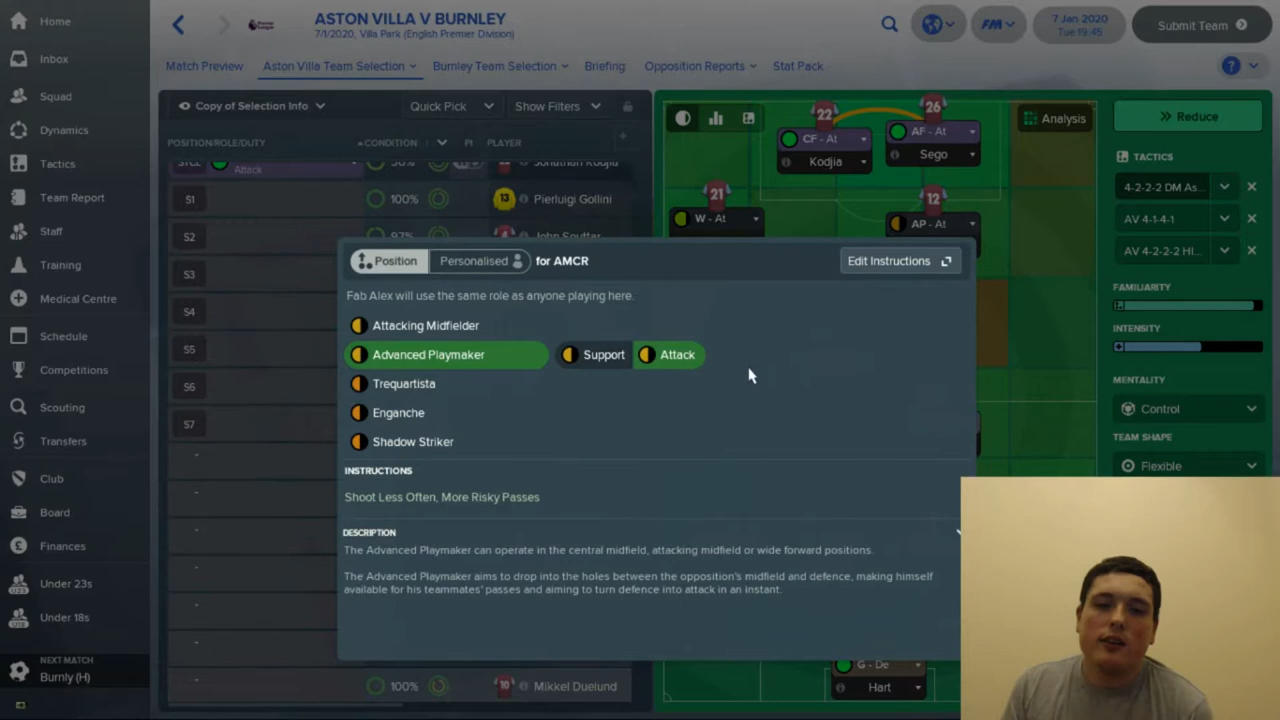 Home
Inbox
Squad
Dynamics
Tactics
Team Report
Staff
Training
Medical Centre
Schedule
Competitions
Scouting
Transfers
Club
Board
Finances
Under 23s
Under 18s
NEXT MATCH
Burnly (H)
ASTON VILLA V BURNLEY
7/1/2020, Villa Park (English Premier Division)
FM
7 Jan 2020
Tue 19:45
Submit Team
Match Preview
Aston Villa Team Selection
Burnley Team Selection
Briefing
Opposition Reports
Stat Pack
?
Copy of Selection Info
Quick Pick
Show Filters
POSITION/ROLE/DUTY
CONDITION
PI
PLAYER
Attack
Jonathan Kodjia
S1
100%
13
Pierluigi Gollini
S2
97%
John Souttar
S3
S4
S5
S6
S7
100%
10
Mikkel Duelund
Analysis
22
CF - At
Kodjia
26
AF - At
Sego
21
W - At
12
AP - At
G - De
Hart
Position
Personalised
for AMCR
Edit Instructions
Fab Alex will use the same role as anyone playing here.
Attacking Midfielder
Advanced Playmaker
Support
Attack
Trequartista
Enganche
Shadow Striker
INSTRUCTIONS
Shoot Less Often, More Risky Passes
DESCRIPTION
The Advanced Playmaker can operate in the central midfield, attacking midfield or wide forward positions.
The Advanced Playmaker aims to drop into the holes between the opposition's midfield and defence, making himself
available for his teammates' passes and aiming to turn defence into attack in an instant.
Reduce
TACTICS
4-2-2-2 DM As...
AV 4-1-4-1
AV 4-2-2-2 HI...
FAMILIARITY
INTENSITY
MENTALITY
Control
TEAM SHAPE
Flexible